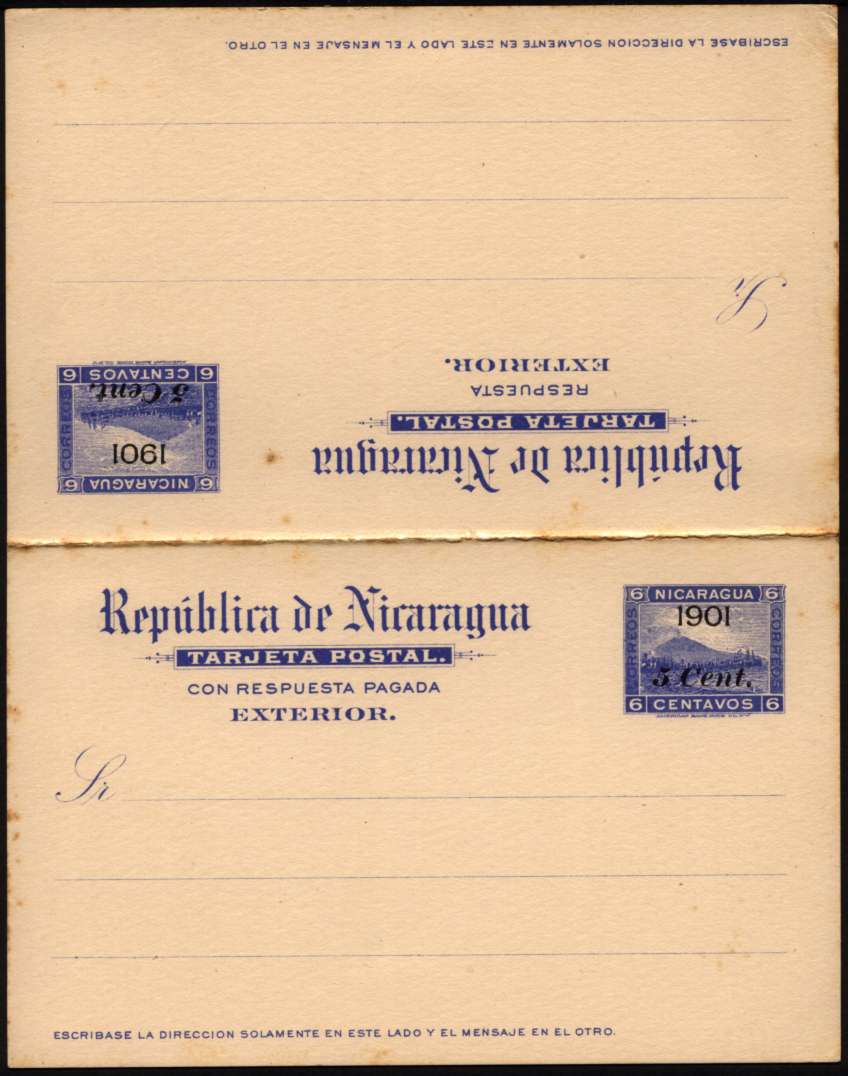 ESCRIBASE LA DIRECCION SOLAMENTE EN ESTE LADO Y EL MENSAJE EN EL OTRO.
Sr
EXTERIOR.
RESPUESTA
TARJETA POSTAL.
República de Nicaragua
6 CENTAVOS 6
5 Cent.
CORREOS CORREOS
1901
6 NICARAGUA 6
República de Nicaragua
TARJETA POSTAL.
CON RESPUESTA PAGADA
EXTERIOR.
6 NICARAGUA 6
1901
CORREOS CORREOS
5 Cent.
6 CENTAVOS 6
Sr
ESCRIBASE LA DIRECCION SOLAMENTE EN ESTE LADO Y EL MENSAJE EN EL OTRO.